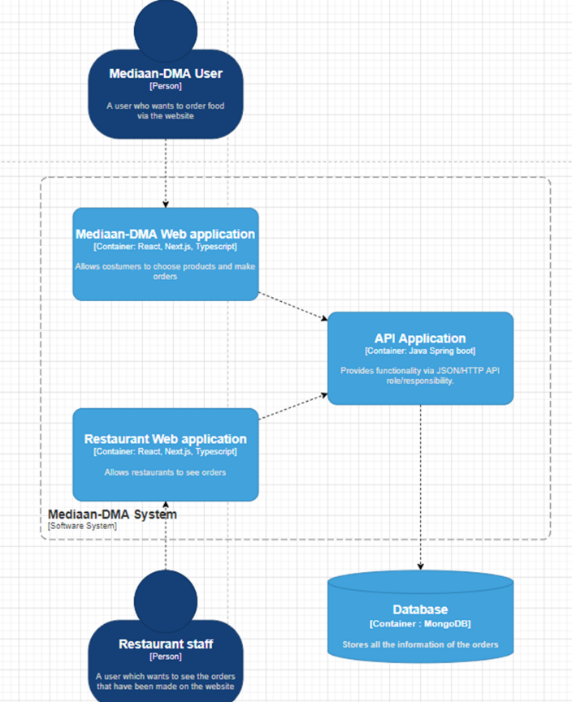 Mediaan-DMA User
[Person]
A user who wants to order food
via the website
Mediaan-DMA Web application
[Container: React, Next.js, Typescript]
Allows costumers to choose products and make
orders
API Application
[Container: Java Spring boot]
Provides functionality via JSON/HTTP API
role/responsibility.
Restaurant Web application
[Container: React, Next.js, Typescript]
Allows restaurants to see orders
Mediaan-DMA System
[Software System]
Database
[Container : MongoDB]
Stores all the information of the orders
Restaurant staff
[Person]
A user which wants to see the orders
that have been made on the website